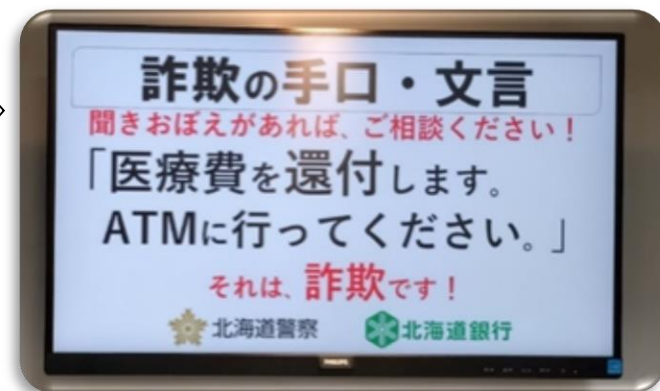 詐欺の手口・文言
聞きおぼえがあれば、ご相談ください！
「医療費を還付します。
ATMに行ってください。」
それは、詐欺です！
北海道警察 北海道銀行
PHILIPS